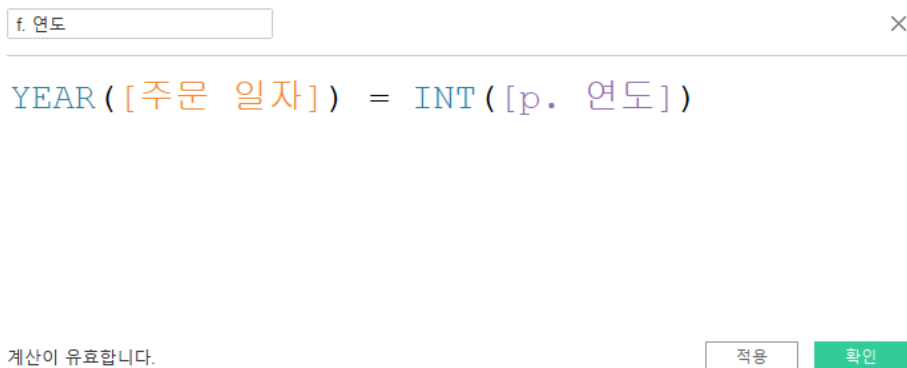 f. 연도
YEAR([주문 일자]) = INT([p. 연도])
계산이 유효합니다.
적용
확인